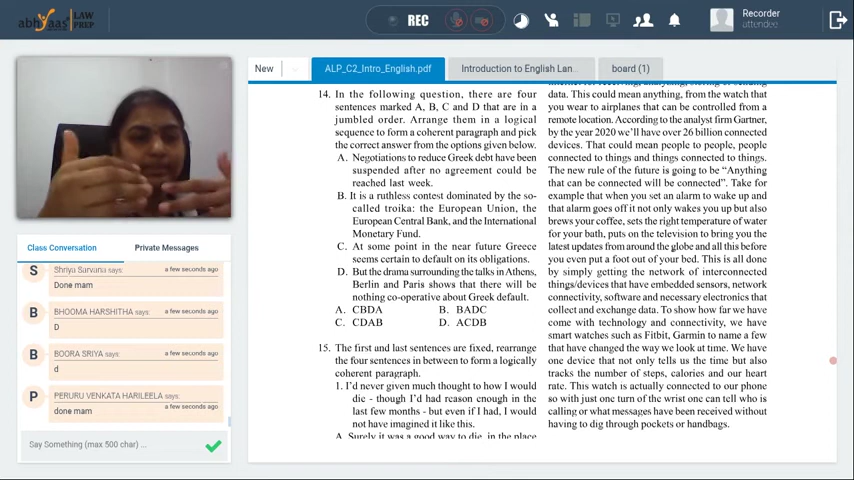 abhyaas LAW PREP
REC
Recorder
attendee
New
ALP_C2_Intro_English.pdf
Introduction to English Lan..
board (1)
Class Conversation
Private Messages
S
Shriya Sarvana says:
a few seconds ago
Done mam
B
BHOOMA HARSHITHA says:
a few seconds ago
D
B
BOORA SRIYA says:
a few seconds ago
d
P
PERURU VENKATA HARILEELA says:
a few seconds ago
done mam
Say Something (max 500 char) ...
14. In the following question, there are four
sentences marked A, B, C and D that are in a
jumbled order. Arrange them in a logical
sequence to form a coherent paragraph and pick
the correct answer from the options given below.
A. Negotiations to reduce Greek debt have been
suspended after no agreement could be
reached last week.
B. It is a ruthless contest dominated by the so-
called troika: the European Union, the
European Central Bank, and the International
Monetary Fund.
C. At some point in the near future Greece
seems certain to default on its obligations.
D. But the drama surrounding the talks in Athens,
Berlin and Paris shows that there will be
nothing co-operative about Greek default.
A. CBDA B. BADC
C. CDAB D. ACDB
15. The first and last sentences are fixed, rearrange
the four sentences in between to form a logically
coherent paragraph.
1. I'd never given much thought to how I would
die - though I'd had reason enough in the
last few months - but even if I had, I would
not have imagined it like this.
A. Surely it was a good way to die, in the place
data. This could mean anything, from the watch that
you wear to airplanes that can be controlled from a
remote location. According to the analyst firm Gartner,
by the year 2020 we'll have over 26 billion connected
devices. That could mean people to people, people
connected to things and things connected to things.
The new rule of the future is going to be "Anything
that can be connected will be connected". Take for
example that when you set an alarm to wake up and
that alarm goes off it not only wakes you up but also
brews your coffee, sets the right temperature of water
for your bath, puts on the television to bring you the
latest updates from around the globe and all this before
you even put a foot out of your bed. This is all done
by simply getting the network of interconnected
things/devices that have embedded sensors, network
connectivity, software and necessary electronics that
collect and exchange data. To show how far we have
come with technology and connectivity, we have
smart watches such as Fitbit, Garmin to name a few
that have changed the way we look at time. We have
one device that not only tells us the time but also
tracks the number of steps, calories and our heart
rate. This watch is actually connected to our phone
so with just one turn of the wrist one can tell who is
calling or what messages have been received without
having to dig through pockets or handbags.